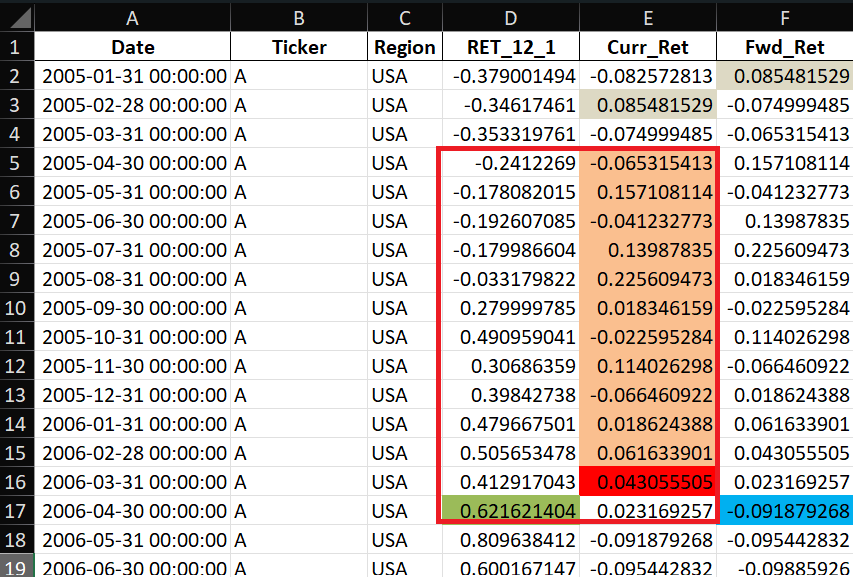 A B C D E F
1 Date Ticker Region RET_12_1 Curr_Ret Fwd_Ret
2 2005-01-31 00:00:00 A USA -0.379001494 -0.082572813 0.085481529
3 2005-02-28 00:00:00 A USA -0.34617461 0.085481529 -0.074999485
4 2005-03-31 00:00:00 A USA -0.353319761 -0.074999485 -0.065315413
5 2005-04-30 00:00:00 A USA -0.2412269 -0.065315413 0.157108114
6 2005-05-31 00:00:00 A USA -0.178082015 0.157108114 -0.041232773
7 2005-06-30 00:00:00 A USA -0.192607085 -0.041232773 0.13987835
8 2005-07-31 00:00:00 A USA -0.179986604 0.13987835 0.225609473
9 2005-08-31 00:00:00 A USA -0.033179822 0.225609473 0.018346159
10 2005-09-30 00:00:00 A USA 0.279999785 0.018346159 -0.022595284
11 2005-10-31 00:00:00 A USA 0.490959041 -0.022595284 0.114026298
12 2005-11-30 00:00:00 A USA 0.30686359 0.114026298 -0.066460922
13 2005-12-31 00:00:00 A USA 0.39842738 -0.066460922 0.018624388
14 2006-01-31 00:00:00 A USA 0.479667501 0.018624388 0.061633901
15 2006-02-28 00:00:00 A USA 0.505653478 0.061633901 0.043055505
16 2006-03-31 00:00:00 A USA 0.412917043 0.043055505 0.023169257
17 2006-04-30 00:00:00 A USA 0.621621404 0.023169257 -0.091879268
18 2006-05-31 00:00:00 A USA 0.809638412 -0.091879268 -0.095442832
19 2006-06-30 00:00:00 A USA 0.600167147 -0.095442832 -0.09885926